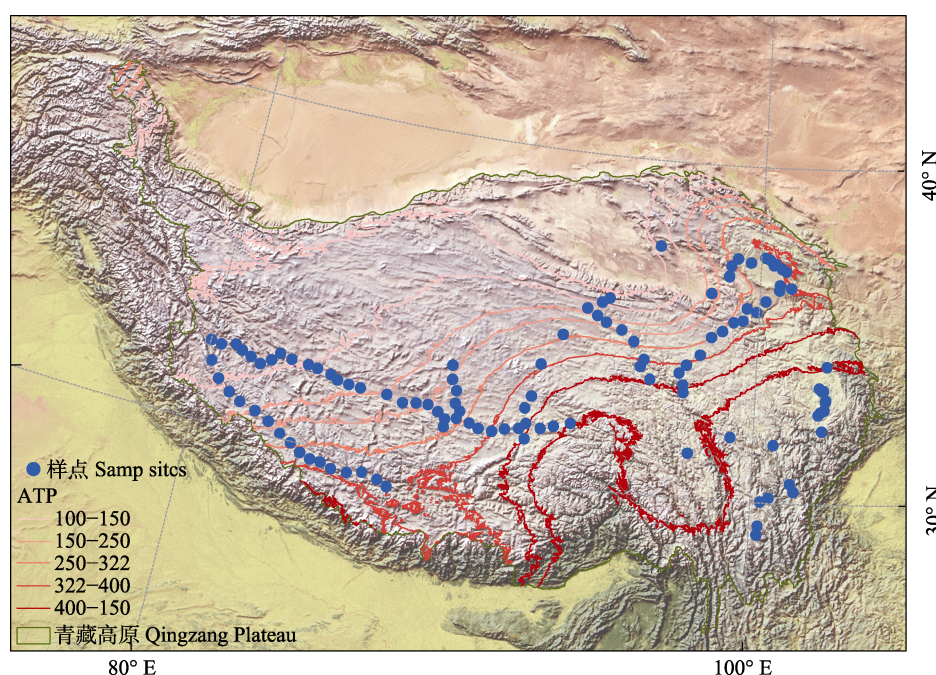 40° N
样点 Samp sitcs
ATP
100−150
150−250
250−322
322−400
400−150
青藏高原 Qingzang Plateau
30° N
80° E
100° E